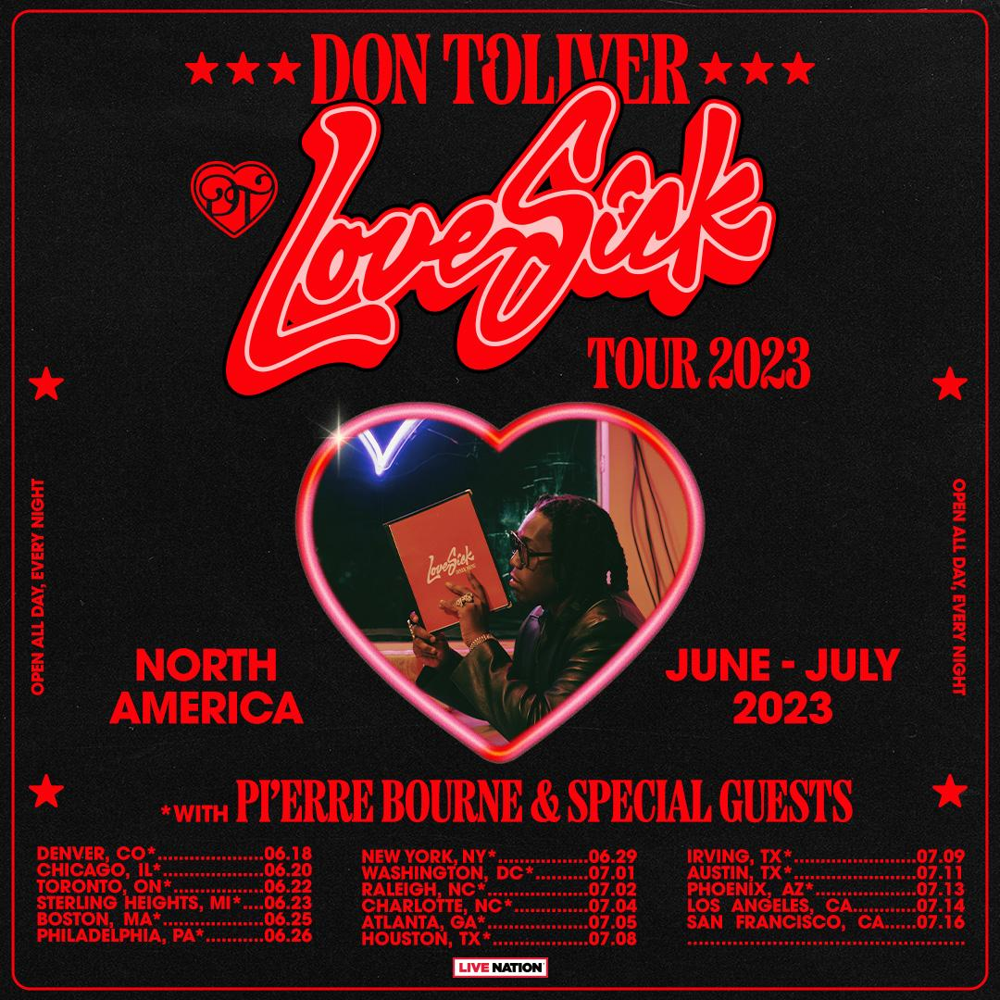 ★★★DON TOLIVER★★★
LoveSick
DT
TOUR 2023
OPEN ALL DAY, EVERY NIGHT
OPEN ALL DAY, EVERY NIGHT
LoveSick
NORTH
AMERICA
JUNE - JULY
2023
*WITH PI'ERRE BOURNE & SPECIAL GUESTS
DENVER, CO*......................06.18
CHICAGO, IL*......................06.20
TORONTO, ON*...................06.22
STERLING HEIGHTS, MI*....06.23
BOSTON, MA*....................06.25
PHILADELPHIA, PA*...........06.26
NEW YORK, NY*...................06.29
WASHINGTON, DC*...........07.01
RALEIGH, NC*....................07.02
CHARLOTTE, NC*...............07.04
ATLANTA, GA*....................07.05
HOUSTON, TX*...................07.08
IRVING, TX*.........................07.09
AUSTIN, TX*.........................07.11
PHOENIX, AZ*.....................07.13
LOS ANGELES, CA.............07.14
SAN FRANCISCO, CA......07.16
LIVE NATION